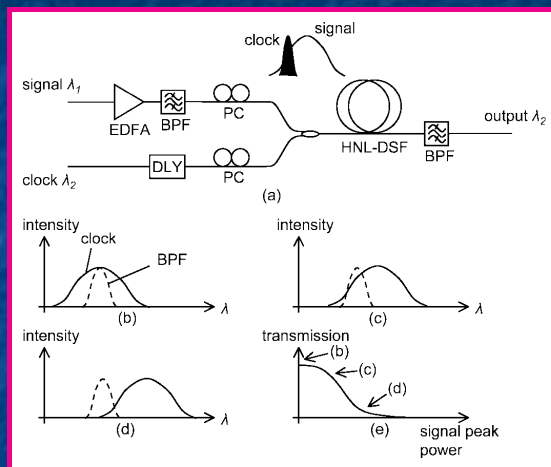 clock signal
signal λ1
EDFA BPF PC
HNL-DSF BPF
output λ2
clock λ2
DLY PC
(a)
intensity
clock
BPF
λ
(b)
intensity
λ
(c)
intensity
λ
(d)
transmission
(b)
(c)
(d)
(e)
signal peak
power